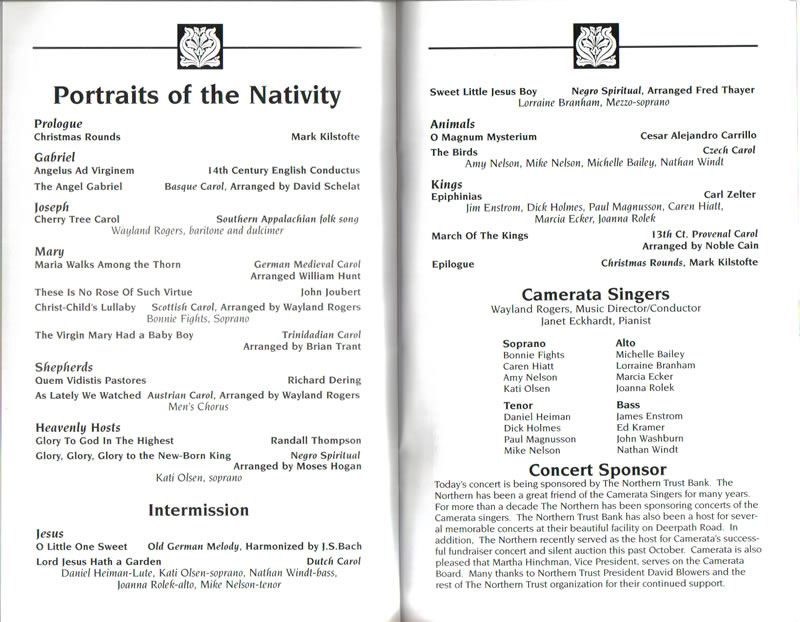 Portraits of the Nativity
Prologue
Christmas Rounds Mark Kilstofte
Gabriel
Angelus Ad Virginem 14th Century English Conductus
The Angel Gabriel Basque Carol, Arranged by David Schelat
Joseph
Cherry Tree Carol Southern Appalachian folk song
Wayland Rogers, baritone and dulcimer
Mary
Maria Walks Among the Thorn German Medieval Carol
Arranged William Hunt
These Is No Rose Of Such Virtue John Joubert
Christ-Child's Lullaby Scottish Carol, Arranged by Wayland Rogers
Bonnie Fights, Soprano
The Virgin Mary Had a Baby Boy Trinidadian Carol
Arranged by Brian Trant
Shepherds
Quem Vidistis Pastores Richard Dering
As Lately We Watched Austrian Carol, Arranged by Wayland Rogers
Men's Chorus
Heavenly Hosts
Glory To God In The Highest Randall Thompson
Glory, Glory, Glory to the New-Born King Negro Spiritual
Arranged by Moses Hogan
Kati Olsen, soprano
Intermission
Jesus
O Little One Sweet Old German Melody, Harmonized by J.S.Bach
Lord Jesus Hath a Garden Dutch Carol
Daniel Heiman-Lute, Kati Olsen-soprano, Nathan Windt-bass,
Joanna Rolek-alto, Mike Nelson-tenor
Sweet Little Jesus Boy Negro Spiritual, Arranged Fred Thayer
Lorraine Branham, Mezzo-soprano
Animals
O Magnum Mysterium Cesar Alejandro Carrillo
The Birds Czech Carol
Amy Nelson, Mike Nelson, Michelle Bailey, Nathan Windt
Kings
Epiphinias Carl Zelter
Jim Enstrom, Dick Holmes, Paul Magnusson, Caren Hiatt,
Marcia Ecker, Joanna Rolek
March Of The Kings 13th Ct. Provenal Carol
Arranged by Noble Cain
Epilogue Christmas Rounds, Mark Kilstofte
Camerata Singers
Wayland Rogers, Music Director/Conductor
Janet Eckhardt, Pianist
Soprano Alto
Bonnie Fights Michelle Bailey
Caren Hiatt Lorraine Branham
Amy Nelson Marcia Ecker
Kati Olsen Joanna Rolek
Tenor Bass
Daniel Heiman James Enstrom
Dick Holmes Ed Kramer
Paul Magnusson John Washburn
Mike Nelson Nathan Windt
Concert Sponsor
Today's concert is being sponsored by The Northern Trust Bank. The
Northern has been a great friend of the Camerata Singers for many years.
For more than a decade The Northern has been sponsoring concerts of the
Camerata singers. The Northern Trust Bank has also been a host for sever-
al memorable concerts at their beautiful facility on Deerpath Road. In
addition, The Northern recently served as the host for Camerata's success-
ful fundraiser concert and silent auction this past October. Camerata is also
pleased that Martha Hinchman, Vice President, serves on the Camerata
Board. Many thanks to Northern Trust President David Blowers and the
rest of The Northern Trust organization for their continued support.